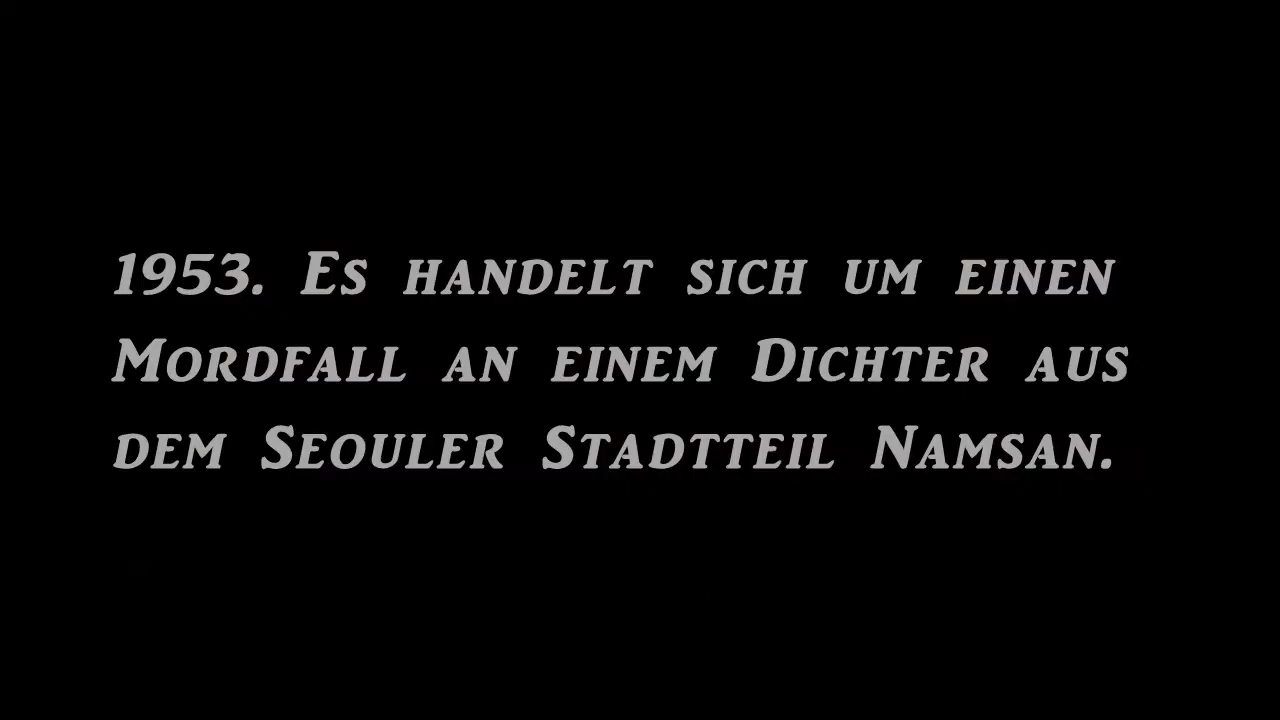 1953. Es handelt sich um einen
Mordfall an einem Dichter aus
dem Seouler Stadtteil Namsan.